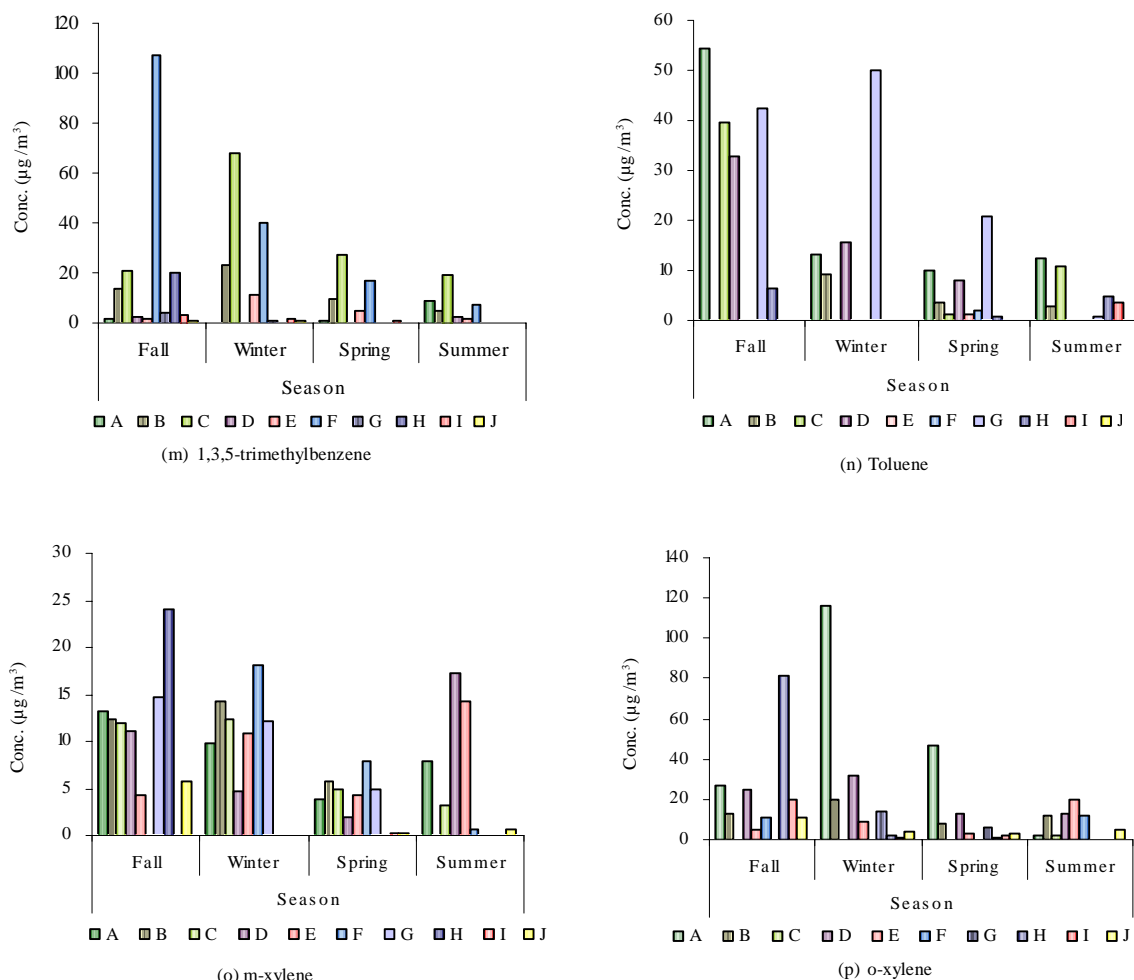 120
100
80
60
40
20
0
Conc. (µg/m³)
Fall Winter Spring Summer
Season
A B C D E F G H I J
(m) 1,3,5-trimethylbenzene
60
50
40
30
20
10
0
Conc. (µg/m³)
Fall Winter Spring Summer
Season
A B C D E F G H I J
(n) Toluene
30
25
20
15
10
5
0
Conc. (µg/m³)
Fall Winter Spring Summer
Season
A B C D E F G H I J
(o) m-xylene
140
120
100
80
60
40
20
0
Conc. (µg/m³)
Fall Winter Spring Summer
Season
A B C D E F G H I J
(p) o-xylene